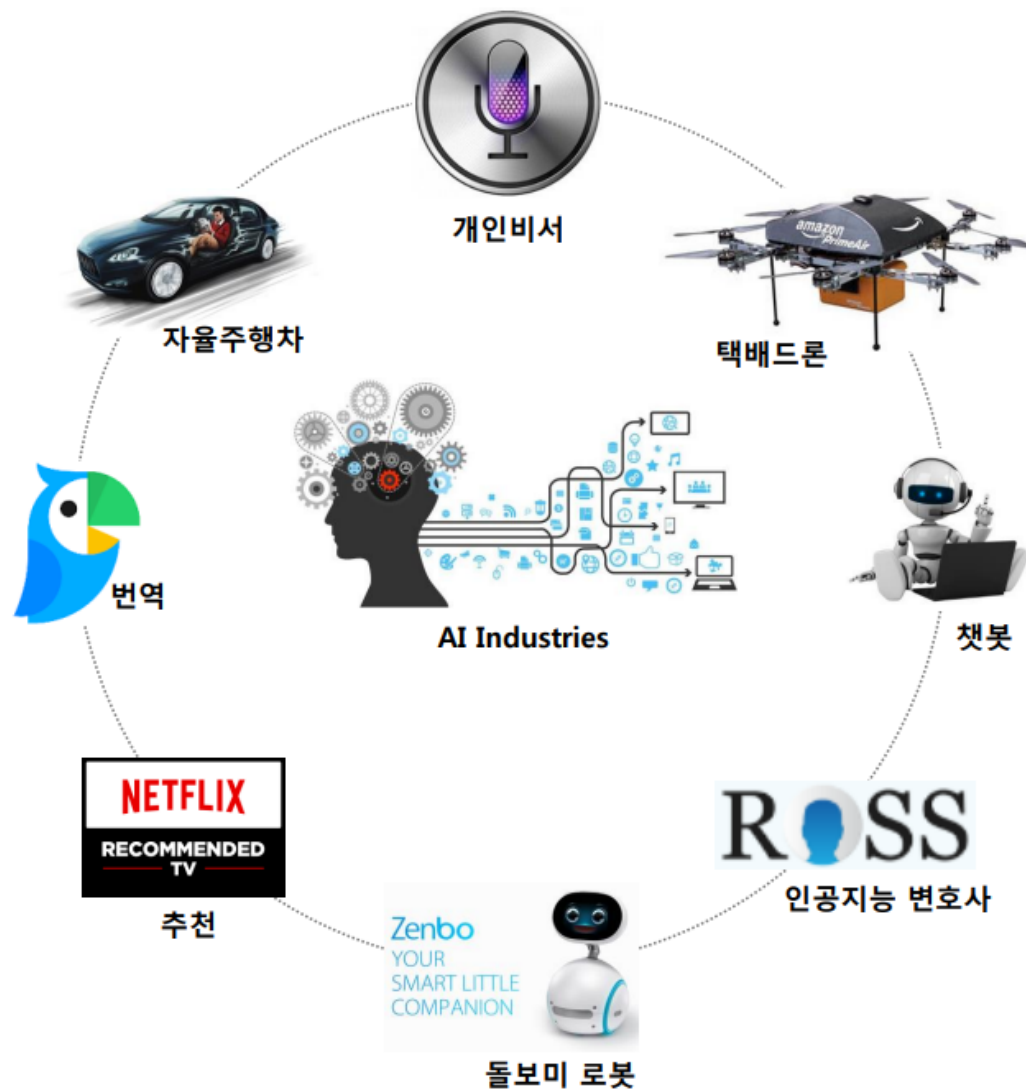 개인비서
자율주행차
amazon
PrimeAir
택배드론
번역
AI Industries
챗봇
NETFLIX
RECOMMENDED
TV
추천
ROSS
인공지능 변호사
Zenbo
YOUR
SMART LITTLE
COMPANION
돌보미 로봇